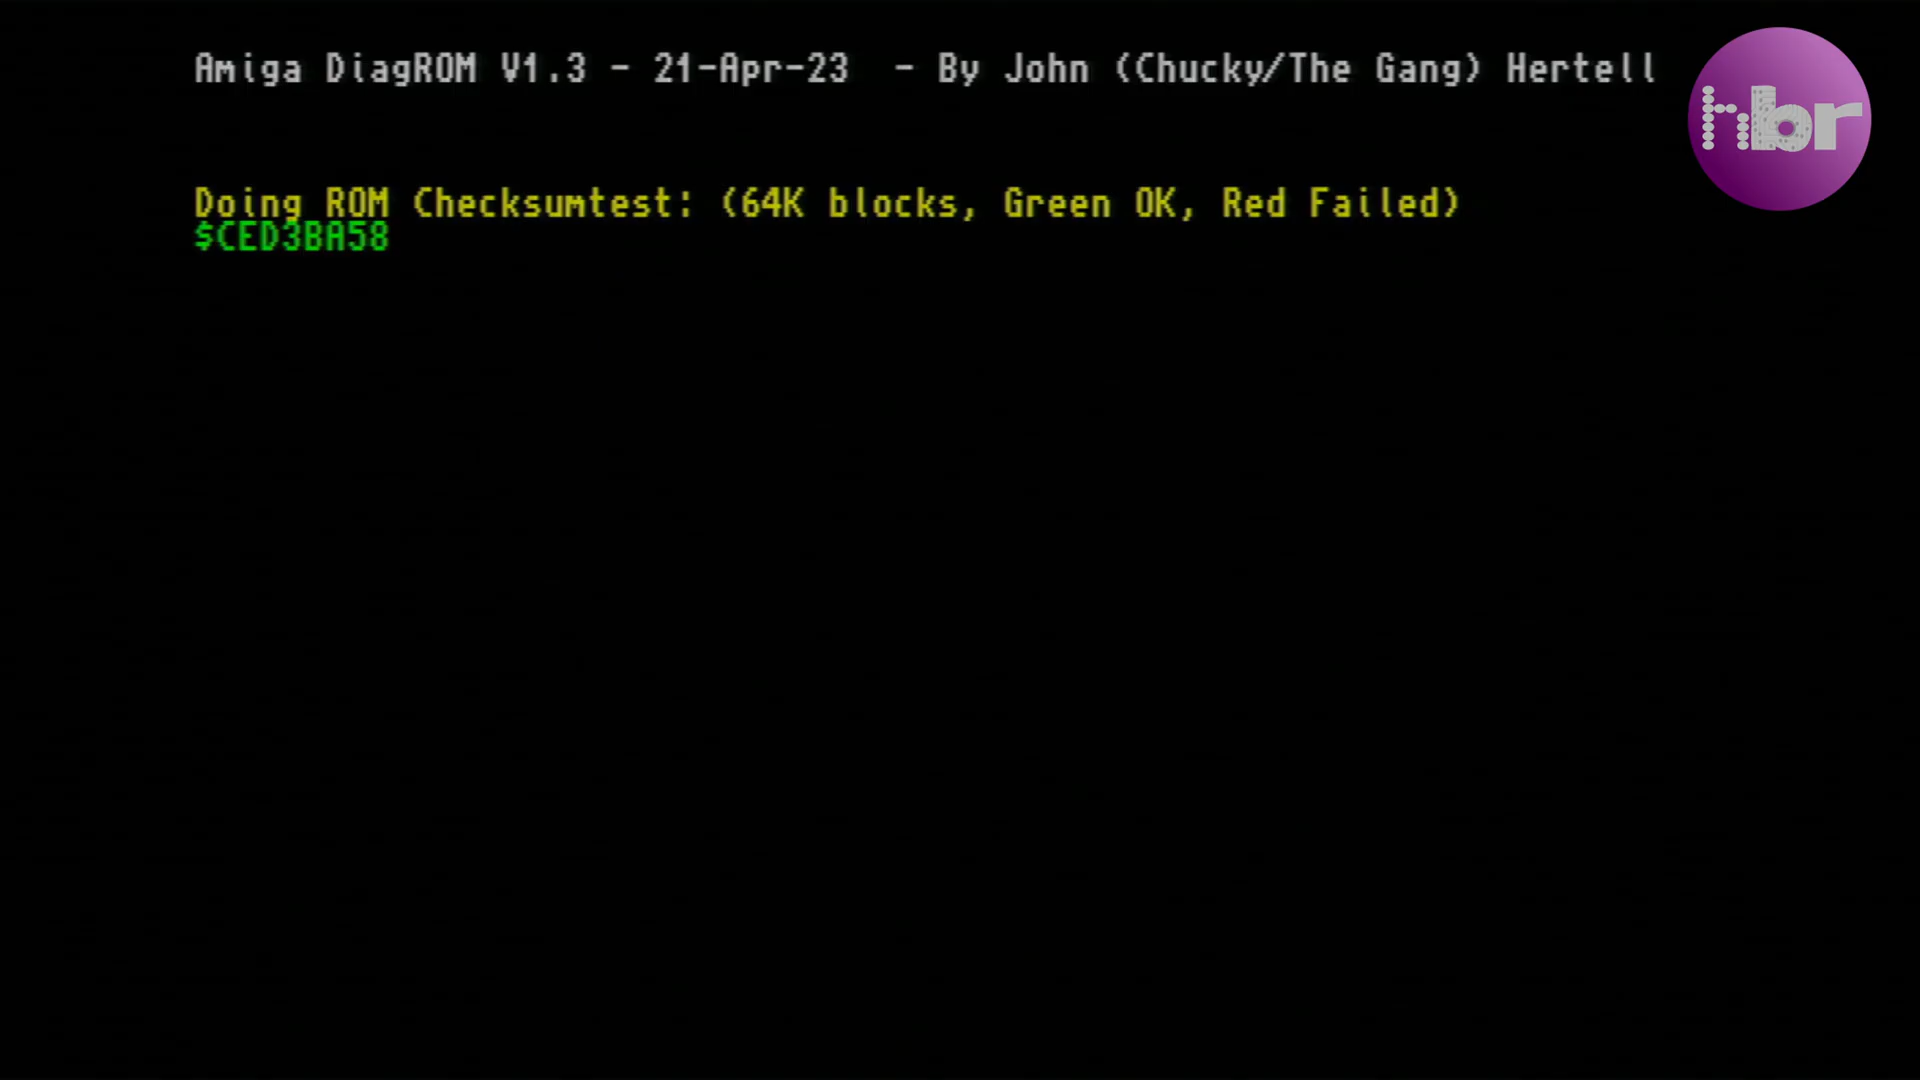 Amiga DiagROM V1.3 - 21-Apr-23  - By John (Chucky/The Gang) Hertell
hbr
Doing ROM Checksumtest: (64K blocks, Green OK, Red Failed)
$CED3BA58